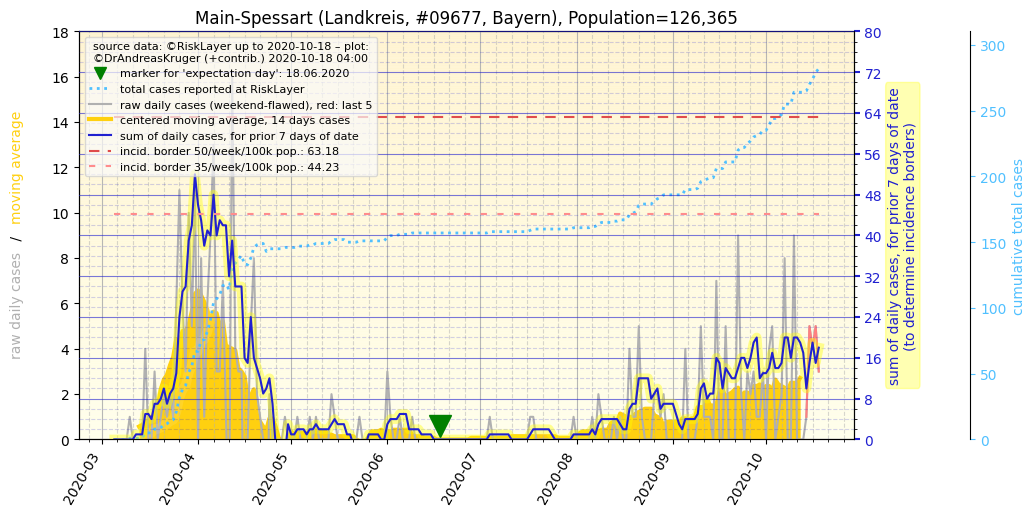 Main-Spessart (Landkreis, #09677, Bayern), Population=126,365
source data: ©RiskLayer up to 2020-10-18 – plot:
©DrAndreasKruger (+contrib.) 2020-10-18 04:00
marker for 'expectation day': 18.06.2020
total cases reported at RiskLayer
raw daily cases (weekend-flawed), red: last 5
centered moving average, 14 days cases
sum of daily cases, for prior 7 days of date
incid. border 50/week/100k pop.: 63.18
incid. border 35/week/100k pop.: 44.23
raw daily cases / moving average
18
16
14
12
10
8
6
4
2
0
2020-03
2020-04
2020-05
2020-06
2020-07
2020-08
2020-09
2020-10
80
72
64
56
48
40
32
24
16
8
0
sum of daily cases, for prior 7 days of date
(to determine incidence borders)
300
250
200
150
100
50
0
cumulative total cases